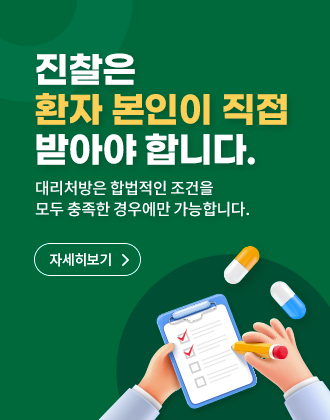 진찰은
환자 본인이 직접
받아야 합니다.
대리처방은 합법적인 조건을
모두 충족한 경우에만 가능합니다.
자세히보기